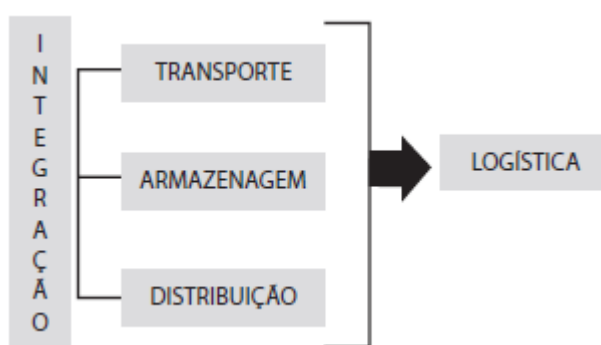 INTEGRAÇÃO
TRANSPORTE
ARMAZENAGEM
DISTRIBUIÇÃO
LOGÍSTICA